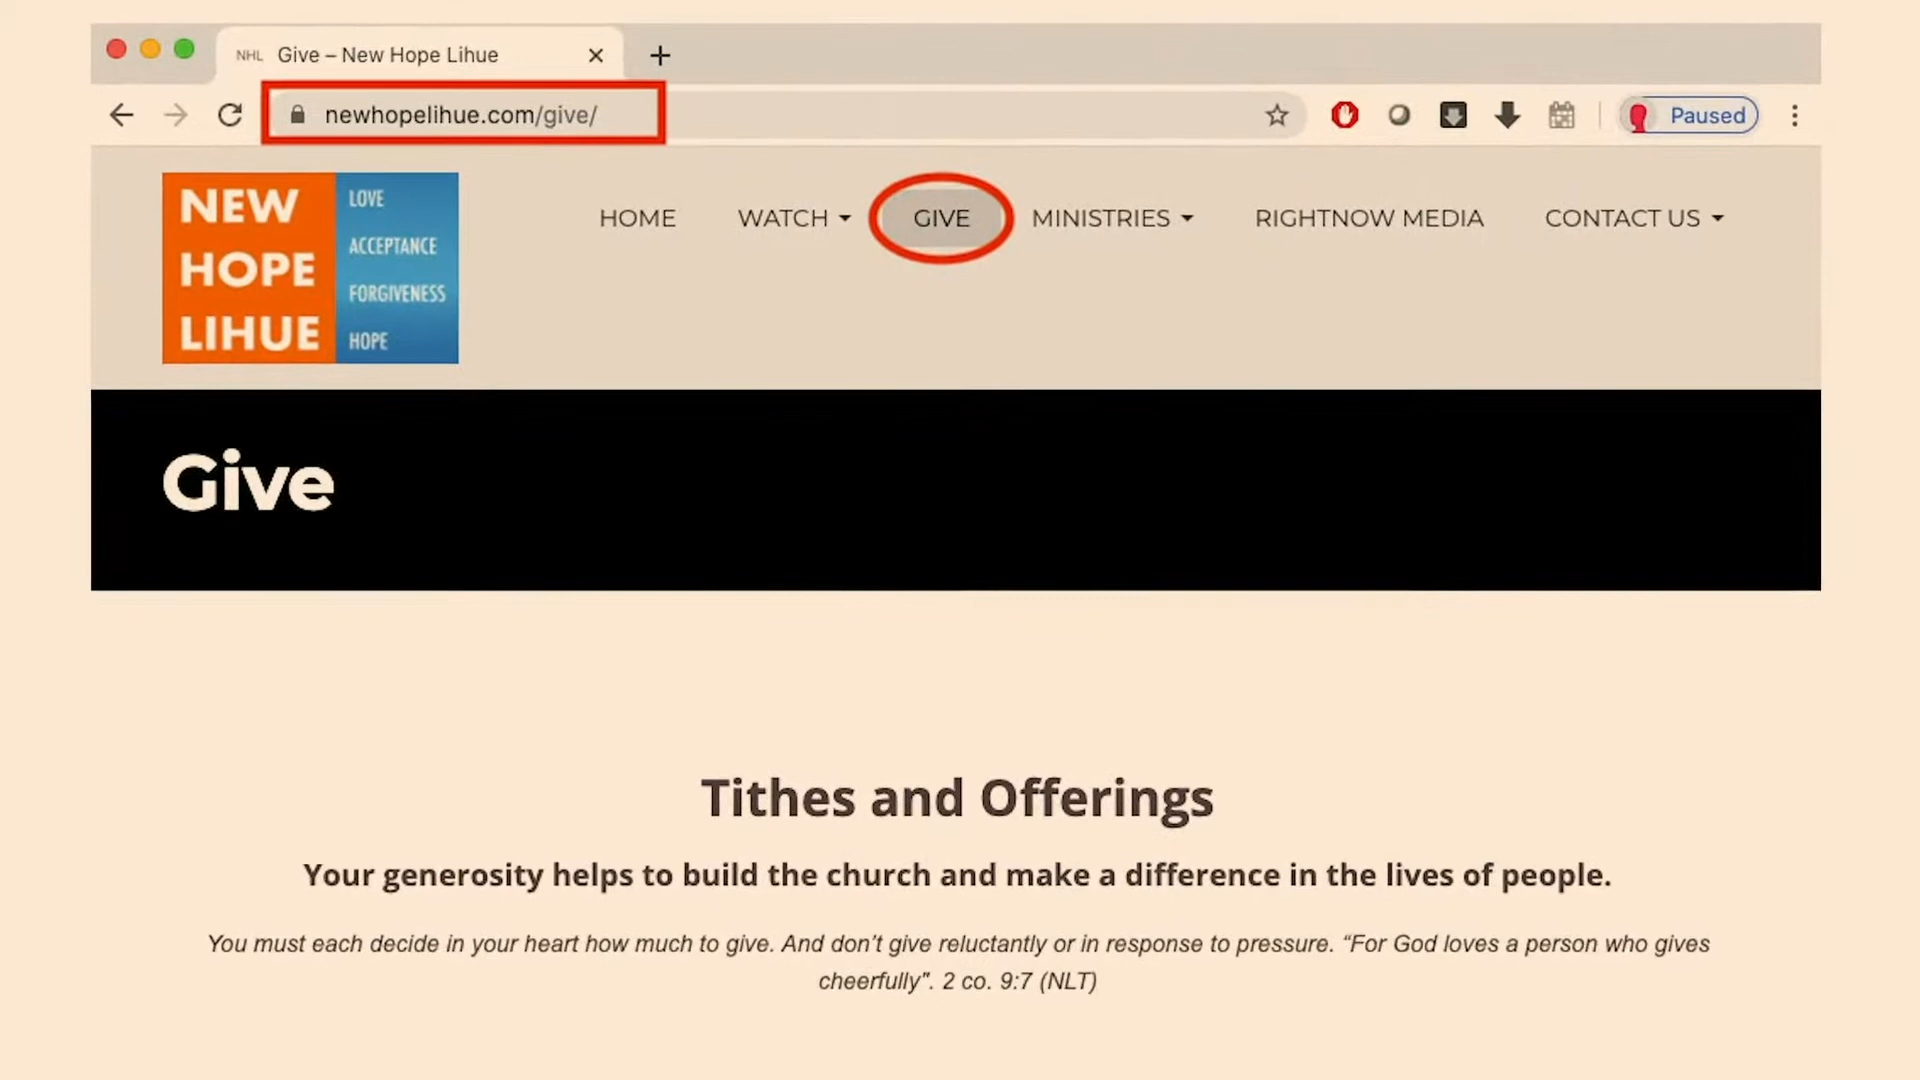 NHL Give – New Hope Lihue
newhopelihue.com/give/
Paused
NEW
HOPE
LIHUE
LOVE
ACCEPTANCE
FORGIVENESS
HOPE
HOME WATCH GIVE MINISTRIES RIGHTNOW MEDIA CONTACT US
Give
Tithes and Offerings
Your generosity helps to build the church and make a difference in the lives of people.
You must each decide in your heart how much to give. And don’t give reluctantly or in response to pressure. “For God loves a person who gives
cheerfully". 2 co. 9:7 (NLT)